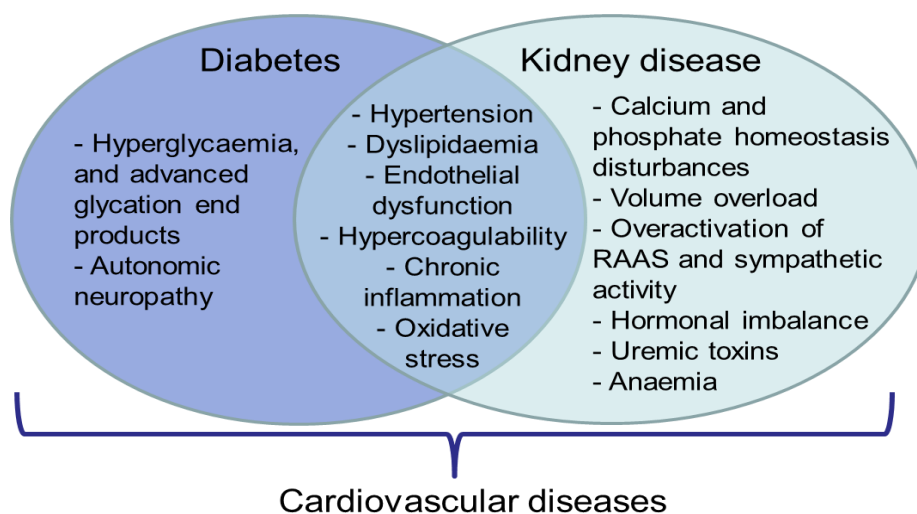 Diabetes
- Hyperglycaemia,
and advanced
glycation end
products
- Autonomic
neuropathy
- Hypertension
- Dyslipidaemia
- Endothelial
dysfunction
- Hypercoagulability
- Chronic
inflammation
- Oxidative
stress
Kidney disease
- Calcium and
phosphate homeostasis
disturbances
- Volume overload
- Overactivation of
RAAS and sympathetic
activity
- Hormonal imbalance
- Uremic toxins
- Anaemia
Cardiovascular diseases